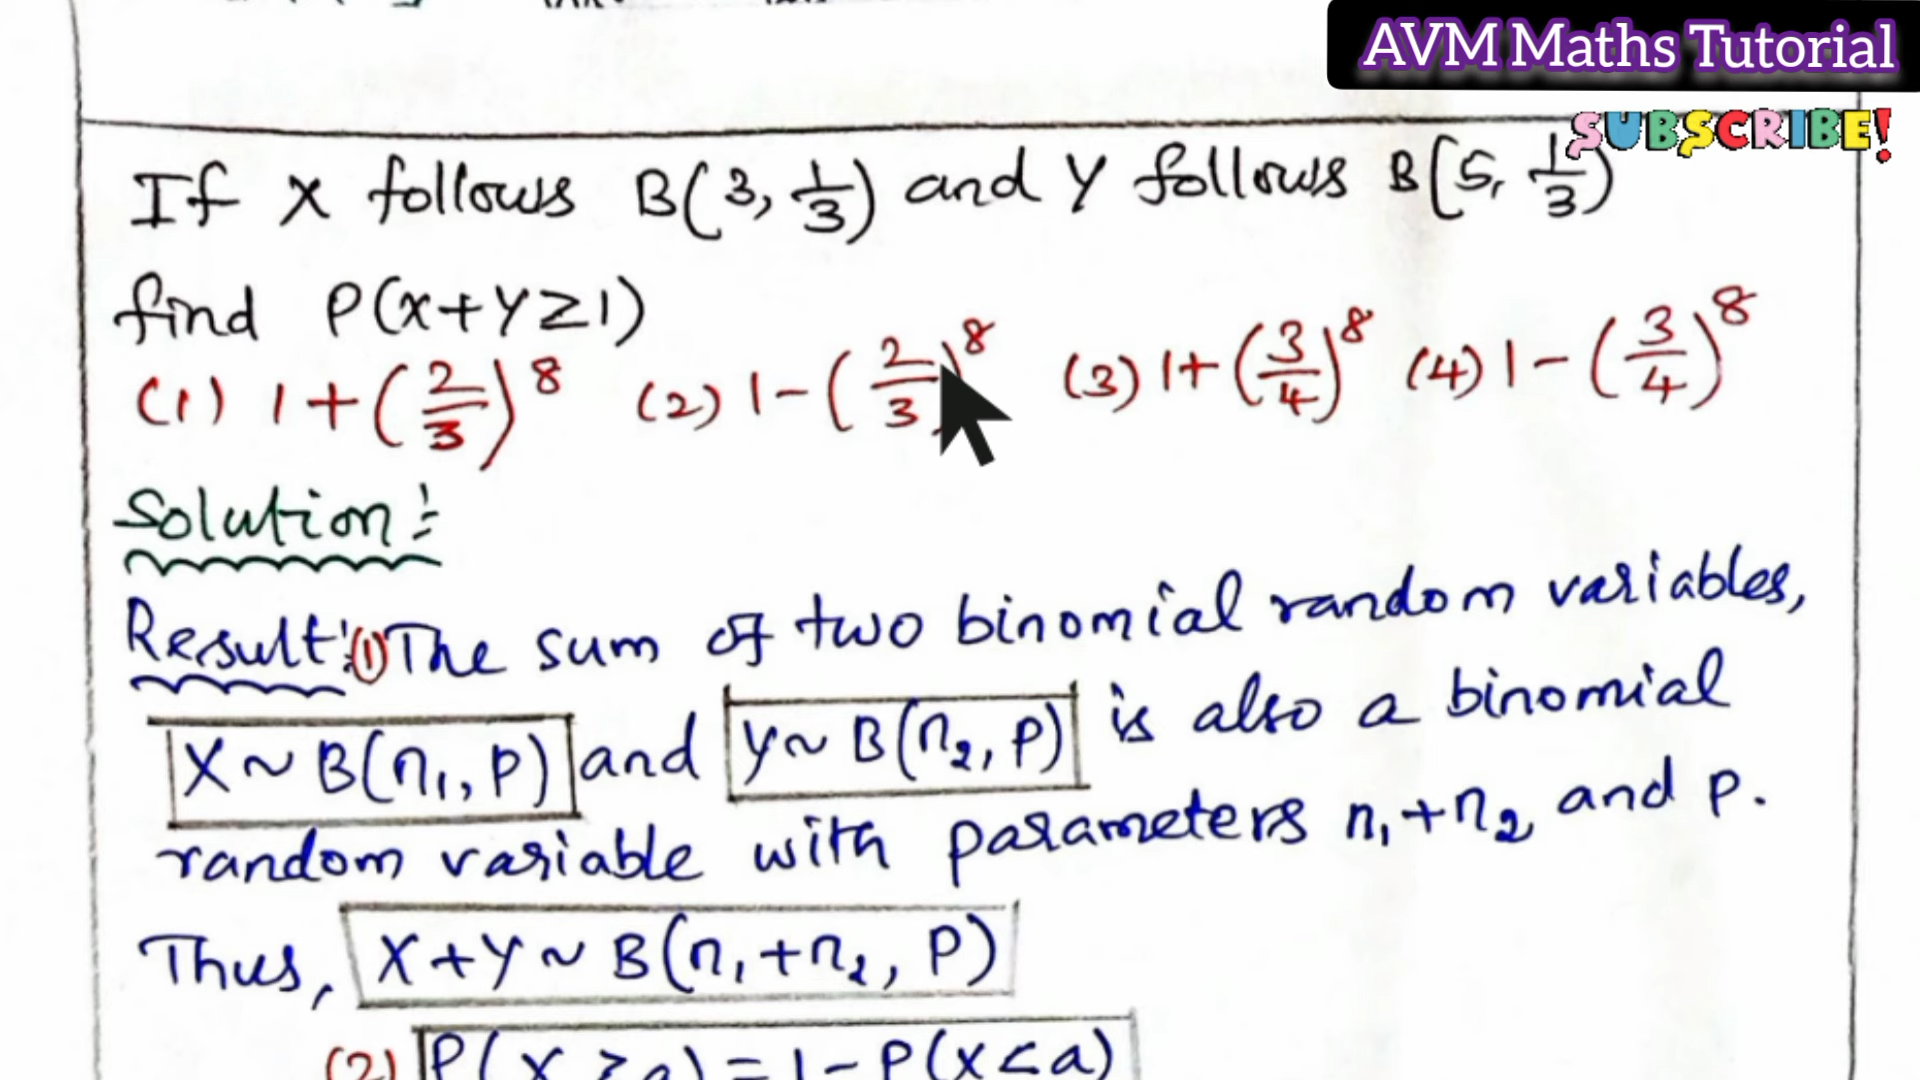 AVM Maths Tutorial
SUBSCRIBE!
If X follows B(3, 1/3) and Y follows B(5, 1/3)
find P(X+Y≥1)
(1) 1+(2/3)^8 (2) 1-(2/3)^8 (3) 1+(3/4)^8 (4) 1-(3/4)^8
Solution:
Result: (1) The sum of two binomial random variables,
X ~ B(n₁, P) and Y ~ B(n₂, P) is also a binomial
random variable with parameters n₁+n₂ and p.
Thus, X+Y ~ B(n₁+n₂, P)
(2) P(X ≥ a) = 1 - P(X < a)